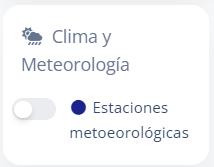 Clima y
Meteorología
Estaciones
metoeorológicas